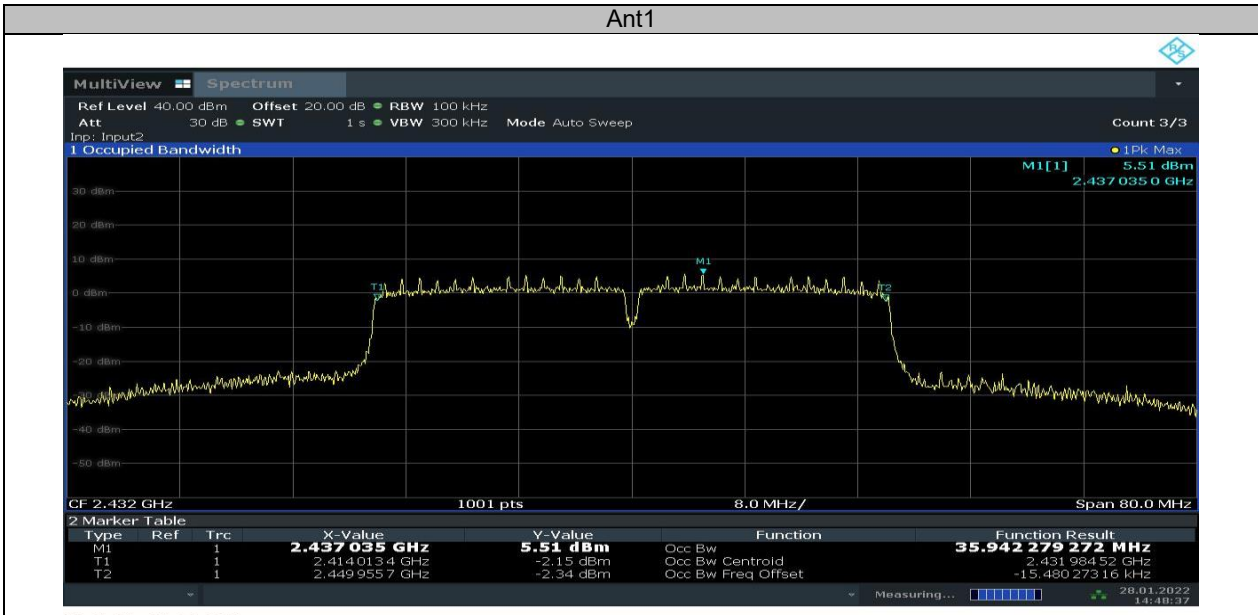 Ant1
R S
MultiView Spectrum
Ref Level 40.00 dBm Offset 20.00 dB RBW 100 kHz
Att 30 dB SWT 1 s VBW 300 kHz Mode Auto Sweep Count 3/3
Inp: Input2
1 Occupied Bandwidth 1Pk Max
M1[1] 5.51 dBm
2.437 035 0 GHz
30 dBm
20 dBm
10 dBm
M1
T1 T2
0 dBm
-10 dBm
-20 dBm
-40 dBm
-50 dBm
CF 2.432 GHz 1001 pts 8.0 MHz/ Span 80.0 MHz
2 Marker Table
Type Ref Trc X-Value Y-Value Function Function Result
M1 1 2.437 035 GHz 5.51 dBm Occ Bw 35.942 279 272 MHz
T1 1 2.414 013 4 GHz -2.15 dBm Occ Bw Centroid 2.431 984 52 GHz
T2 1 2.449 955 7 GHz -2.34 dBm Occ Bw Freq Offset -15.480 273 16 kHz
Measuring... 28.01.2022
14:48:37